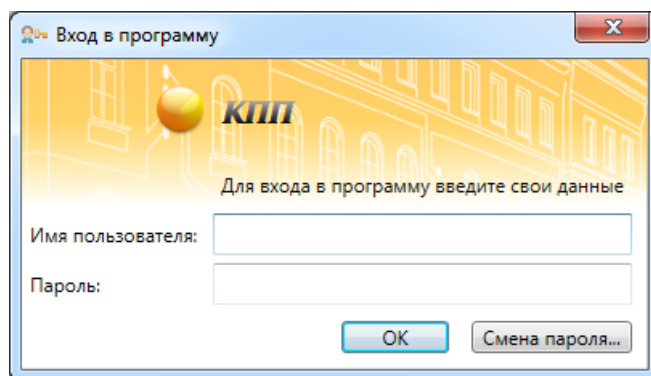 Вход в программу
КПП
Для входа в программу введите свои данные
Имя пользователя:
Пароль:
OK
Смена пароля...